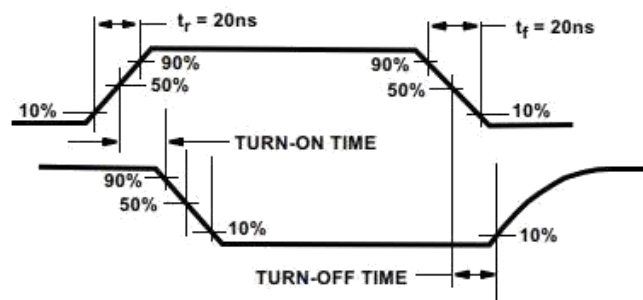 tr = 20ns
tf = 20ns
90%
90%
50%
50%
10%
10%
TURN-ON TIME
90%
50%
10%
10%
TURN-OFF TIME